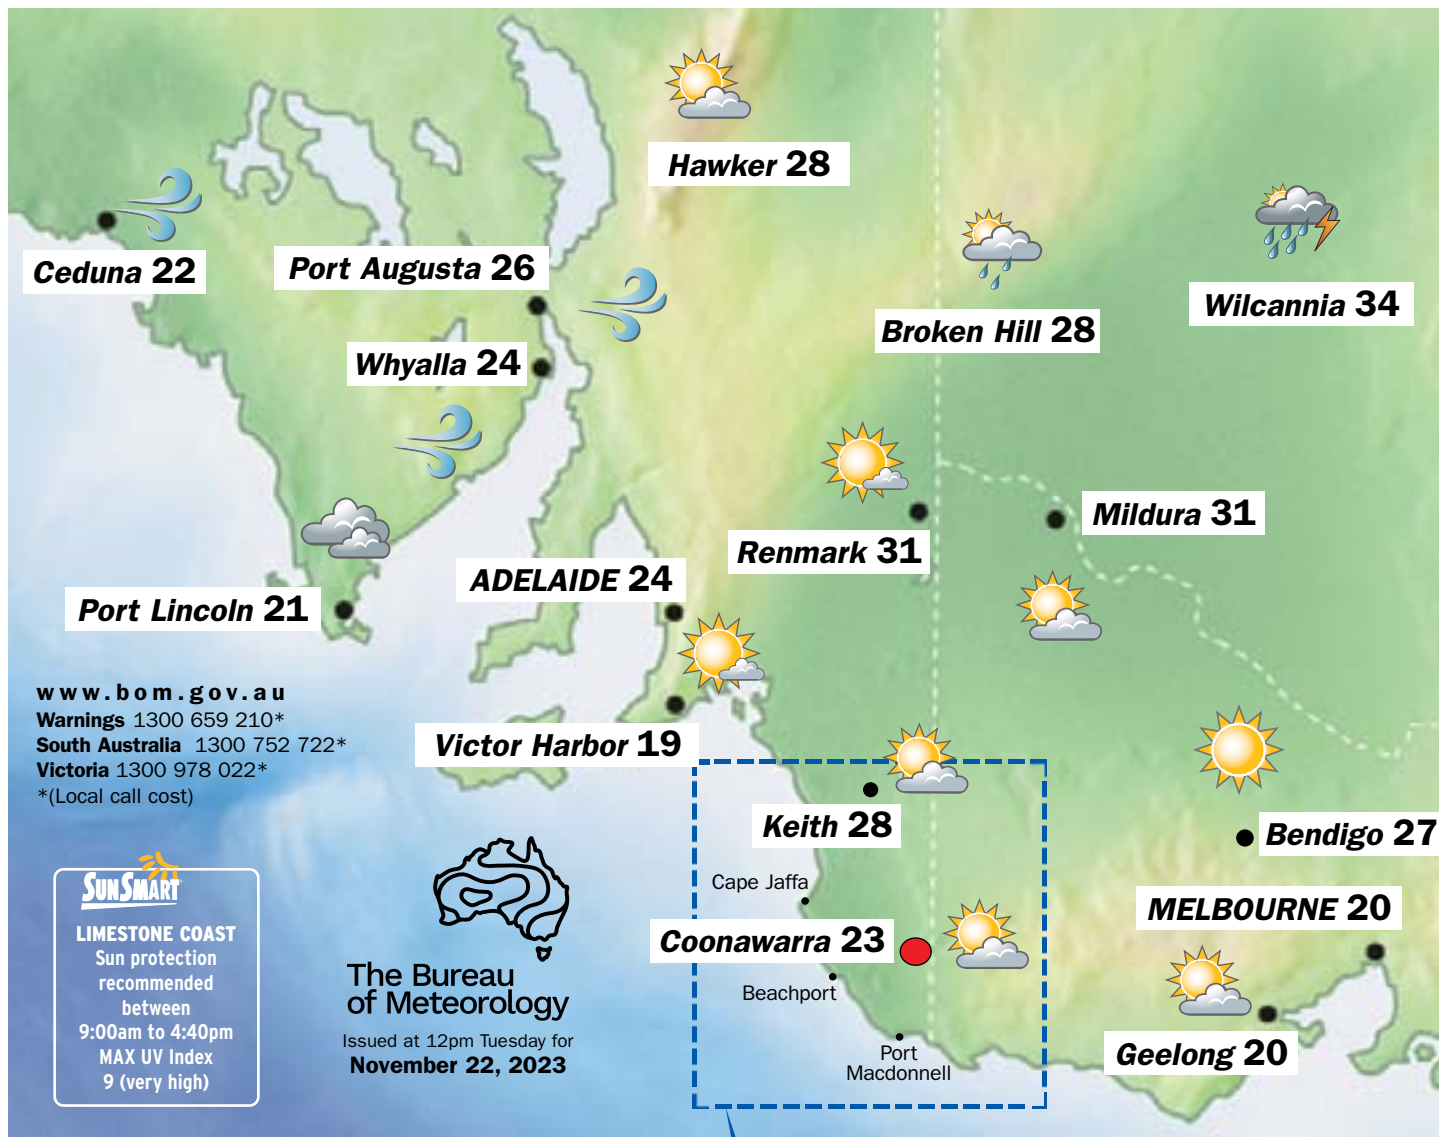 Hawker 28
Ceduna 22
Port Augusta 26
Wilcannia 34
Broken Hill 28
Whyalla 24
Mildura 31
Renmark 31
ADELAIDE 24
Port Lincoln 21
www.bom.gov.au
Warnings 1300 659 210*
South Australia 1300 752 722*
Victoria 1300 978 022*
*(Local call cost)
Victor Harbor 19
Keith 28
Bendigo 27
Cape Jaffa
MELBOURNE 20
Coonawarra 23
Beachport
Port
Macdonnell
Geelong 20
SUNSMART
LIMESTONE COAST
Sun protection
recommended
between
9:00am to 4:40pm
MAX UV Index
9 (very high)
The Bureau
of Meteorology
Issued at 12pm Tuesday for
November 22, 2023